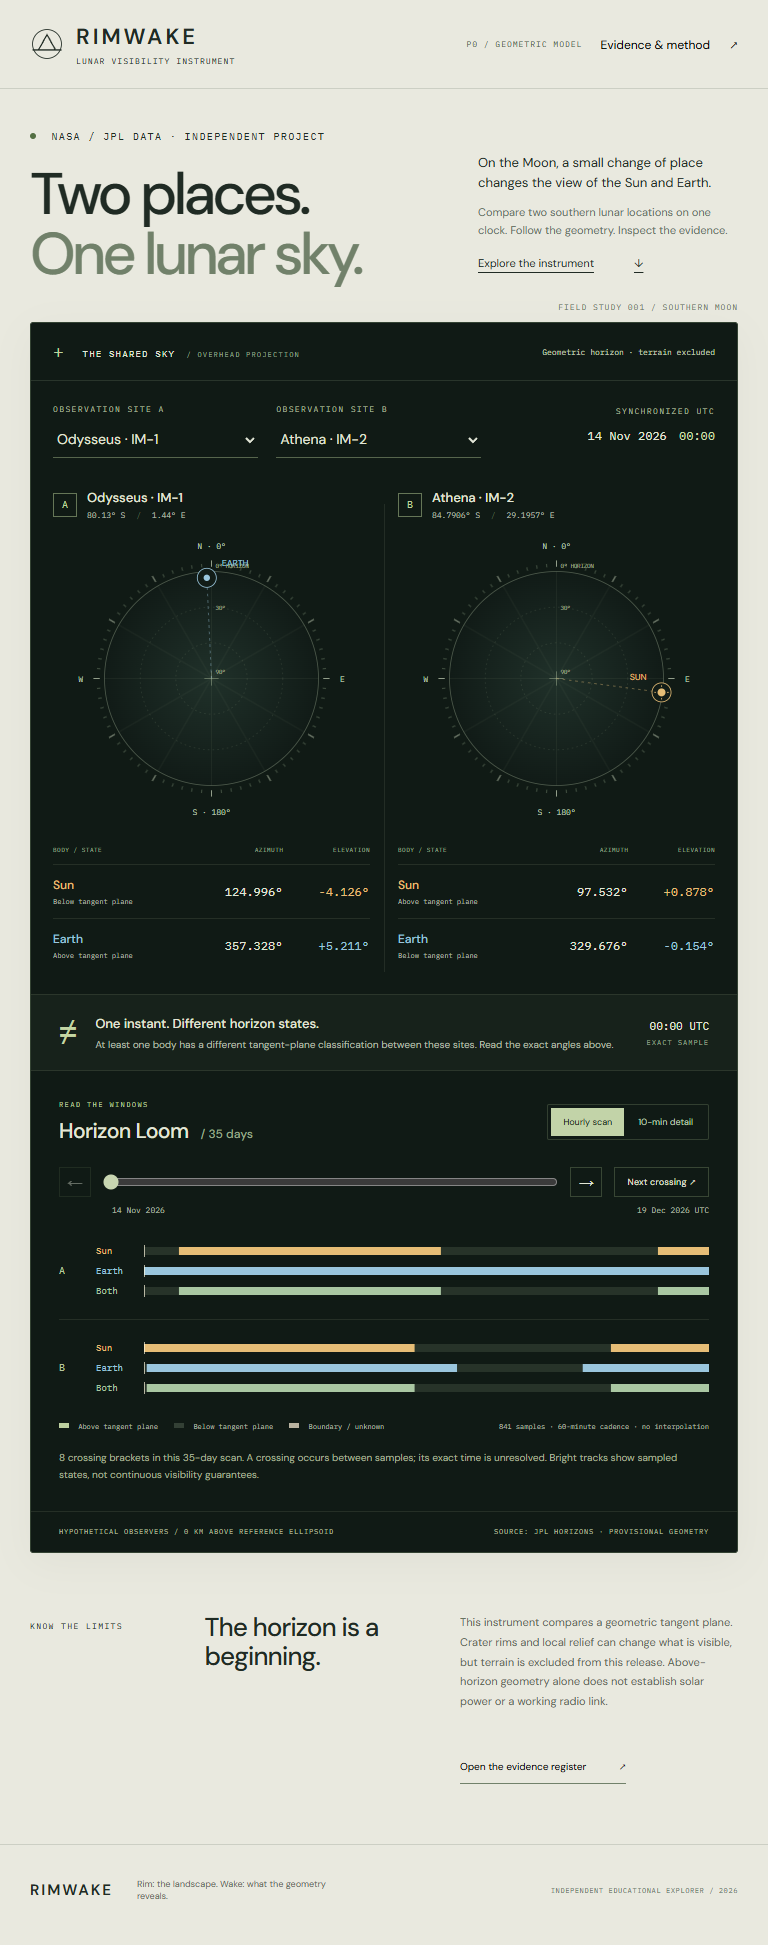 RIMWAKE
LUNAR VISIBILITY INSTRUMENT
P0 / GEOMETRIC MODEL
Evidence & method ↗
NASA / JPL DATA · INDEPENDENT PROJECT
Two places.
One lunar sky.
On the Moon, a small change of place
changes the view of the Sun and Earth.
Compare two southern lunar locations on one
clock. Follow the geometry. Inspect the evidence.
Explore the instrument ↓
FIELD STUDY 001 / SOUTHERN MOON
+ THE SHARED SKY / OVERHEAD PROJECTION
Geometric horizon · terrain excluded
OBSERVATION SITE A
Odysseus · IM-1
OBSERVATION SITE B
Athena · IM-2
SYNCHRONIZED UTC
14 Nov 2026 00:00
A
Odysseus · IM-1
80.13° S / 1.44° E
N · 0°
EARTH
0° HORIZON
30°
90°
W
E
S · 180°
BODY / STATE AZIMUTH ELEVATION
Sun 124.996° -4.126°
Below tangent plane
Earth 357.328° +5.211°
Above tangent plane
B
Athena · IM-2
84.7906° S / 29.1957° E
N · 0°
0° HORIZON
30°
90°
SUN
W
E
S · 180°
BODY / STATE AZIMUTH ELEVATION
Sun 97.532° +0.878°
Above tangent plane
Earth 329.676° -0.154°
Below tangent plane
≠
One instant. Different horizon states.
At least one body has a different tangent-plane classification between these sites. Read the exact angles above.
00:00 UTC
EXACT SAMPLE
READ THE WINDOWS
Horizon Loom / 35 days
Hourly scan 10-min detail
← → Next crossing ↗
14 Nov 2026 19 Dec 2026 UTC
A
Sun
Earth
Both
B
Sun
Earth
Both
Above tangent plane Below tangent plane Boundary / unknown
841 samples · 60-minute cadence · no interpolation
8 crossing brackets in this 35-day scan. A crossing occurs between samples; its exact time is unresolved. Bright tracks show sampled
states, not continuous visibility guarantees.
HYPOTHETICAL OBSERVERS / 0 KM ABOVE REFERENCE ELLIPSOID
SOURCE: JPL HORIZONS · PROVISIONAL GEOMETRY
KNOW THE LIMITS
The horizon is a
beginning.
This instrument compares a geometric tangent plane.
Crater rims and local relief can change what is visible,
but terrain is excluded from this release. Above-
horizon geometry alone does not establish solar
power or a working radio link.
Open the evidence register ↗
RIMWAKE
Rim: the landscape. Wake: what the geometry
reveals.
INDEPENDENT EDUCATIONAL EXPLORER / 2026